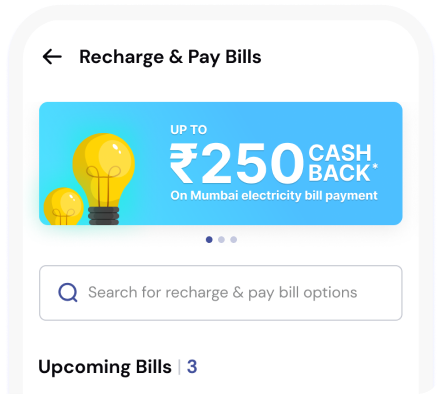 Recharge & Pay Bills
UP TO
₹250 CASH BACK*
On Mumbai electricity bill payment
Search for recharge & pay bill options
Upcoming Bills | 3